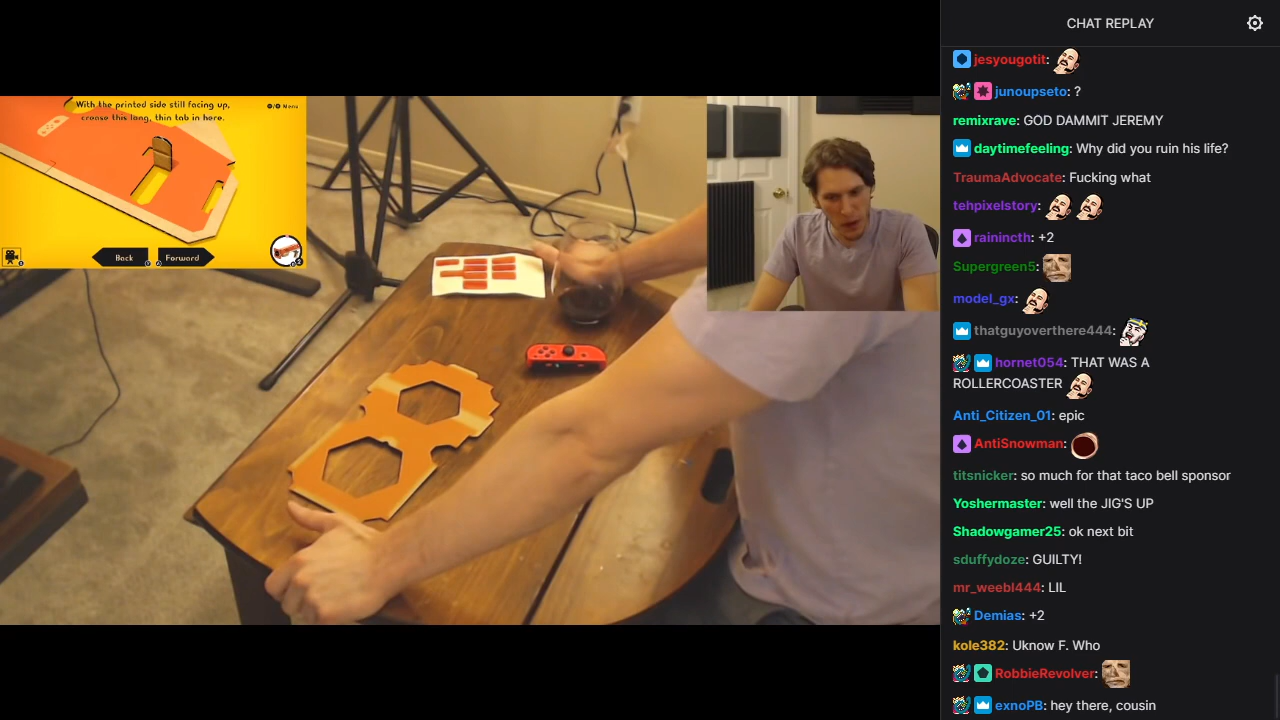 With the printed side still facing up,
crease this long, thin tab in here.
Menu
Back
Forward
CHAT REPLAY
jesyougotit:
junoupseto: ?
remixrave: GOD DAMMIT JEREMY
daytimefeeling: Why did you ruin his life?
TraumaAdvocate: Fucking what
tehpixelstory:
rainincth: +2
Supergreen5:
model_gx:
thatguyoverthere444:
hornet054: THAT WAS A
ROLLERCOASTER
Anti_Citizen_01: epic
AntiSnowman:
titsnicker: so much for that taco bell sponsor
Yoshermaster: well the JIG'S UP
Shadowgamer25: ok next bit
sduffydoze: GUILTY!
mr_weebl444: LIL
Demias: +2
kole382: Uknow F. Who
RobbieRevolver:
exnoPB: hey there, cousin